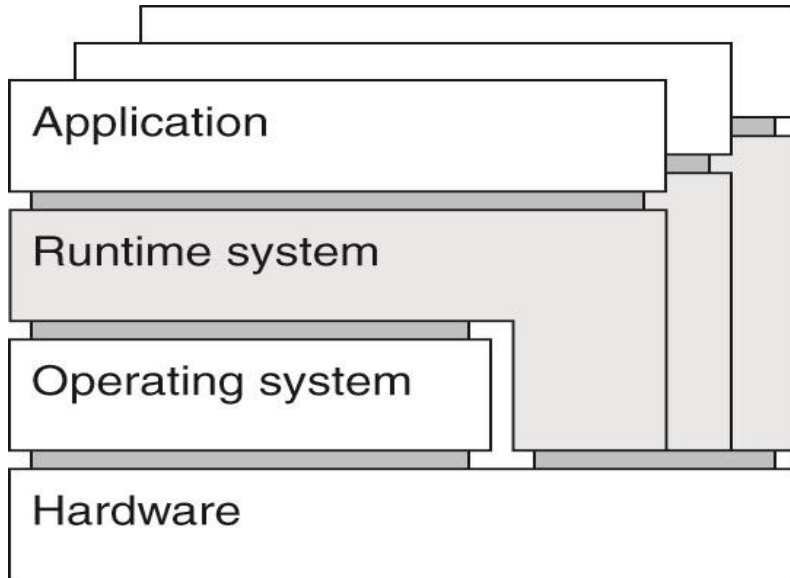 Application
Runtime system
Operating system
Hardware